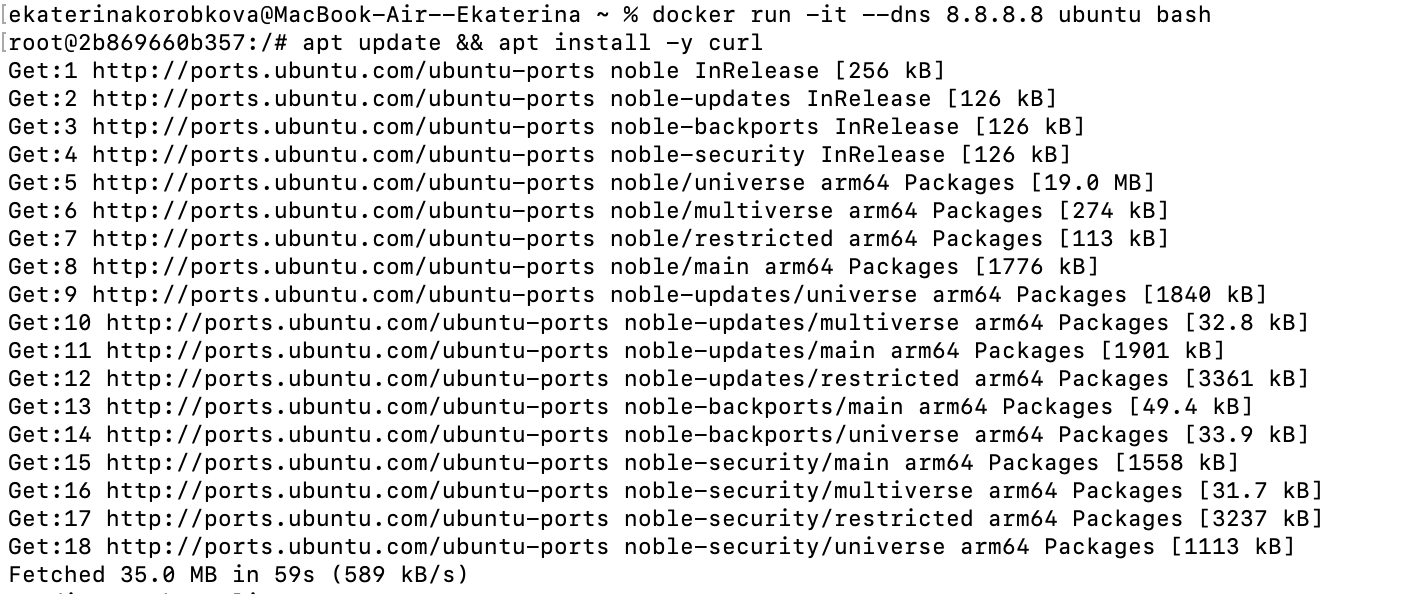 [ekaterinakorobkova@MacBook-Air--Ekaterina ~ % docker run -it --dns 8.8.8.8 ubuntu bash
[root@2b869660b357:/# apt update && apt install -y curl
Get:1 http://ports.ubuntu.com/ubuntu-ports noble InRelease [256 kB]
Get:2 http://ports.ubuntu.com/ubuntu-ports noble-updates InRelease [126 kB]
Get:3 http://ports.ubuntu.com/ubuntu-ports noble-backports InRelease [126 kB]
Get:4 http://ports.ubuntu.com/ubuntu-ports noble-security InRelease [126 kB]
Get:5 http://ports.ubuntu.com/ubuntu-ports noble/universe arm64 Packages [19.0 MB]
Get:6 http://ports.ubuntu.com/ubuntu-ports noble/multiverse arm64 Packages [274 kB]
Get:7 http://ports.ubuntu.com/ubuntu-ports noble/restricted arm64 Packages [113 kB]
Get:8 http://ports.ubuntu.com/ubuntu-ports noble/main arm64 Packages [1776 kB]
Get:9 http://ports.ubuntu.com/ubuntu-ports noble-updates/universe arm64 Packages [1840 kB]
Get:10 http://ports.ubuntu.com/ubuntu-ports noble-updates/multiverse arm64 Packages [32.8 kB]
Get:11 http://ports.ubuntu.com/ubuntu-ports noble-updates/main arm64 Packages [1901 kB]
Get:12 http://ports.ubuntu.com/ubuntu-ports noble-updates/restricted arm64 Packages [3361 kB]
Get:13 http://ports.ubuntu.com/ubuntu-ports noble-backports/main arm64 Packages [49.4 kB]
Get:14 http://ports.ubuntu.com/ubuntu-ports noble-backports/universe arm64 Packages [33.9 kB]
Get:15 http://ports.ubuntu.com/ubuntu-ports noble-security/main arm64 Packages [1558 kB]
Get:16 http://ports.ubuntu.com/ubuntu-ports noble-security/multiverse arm64 Packages [31.7 kB]
Get:17 http://ports.ubuntu.com/ubuntu-ports noble-security/restricted arm64 Packages [3237 kB]
Get:18 http://ports.ubuntu.com/ubuntu-ports noble-security/universe arm64 Packages [1113 kB]
Fetched 35.0 MB in 59s (589 kB/s)